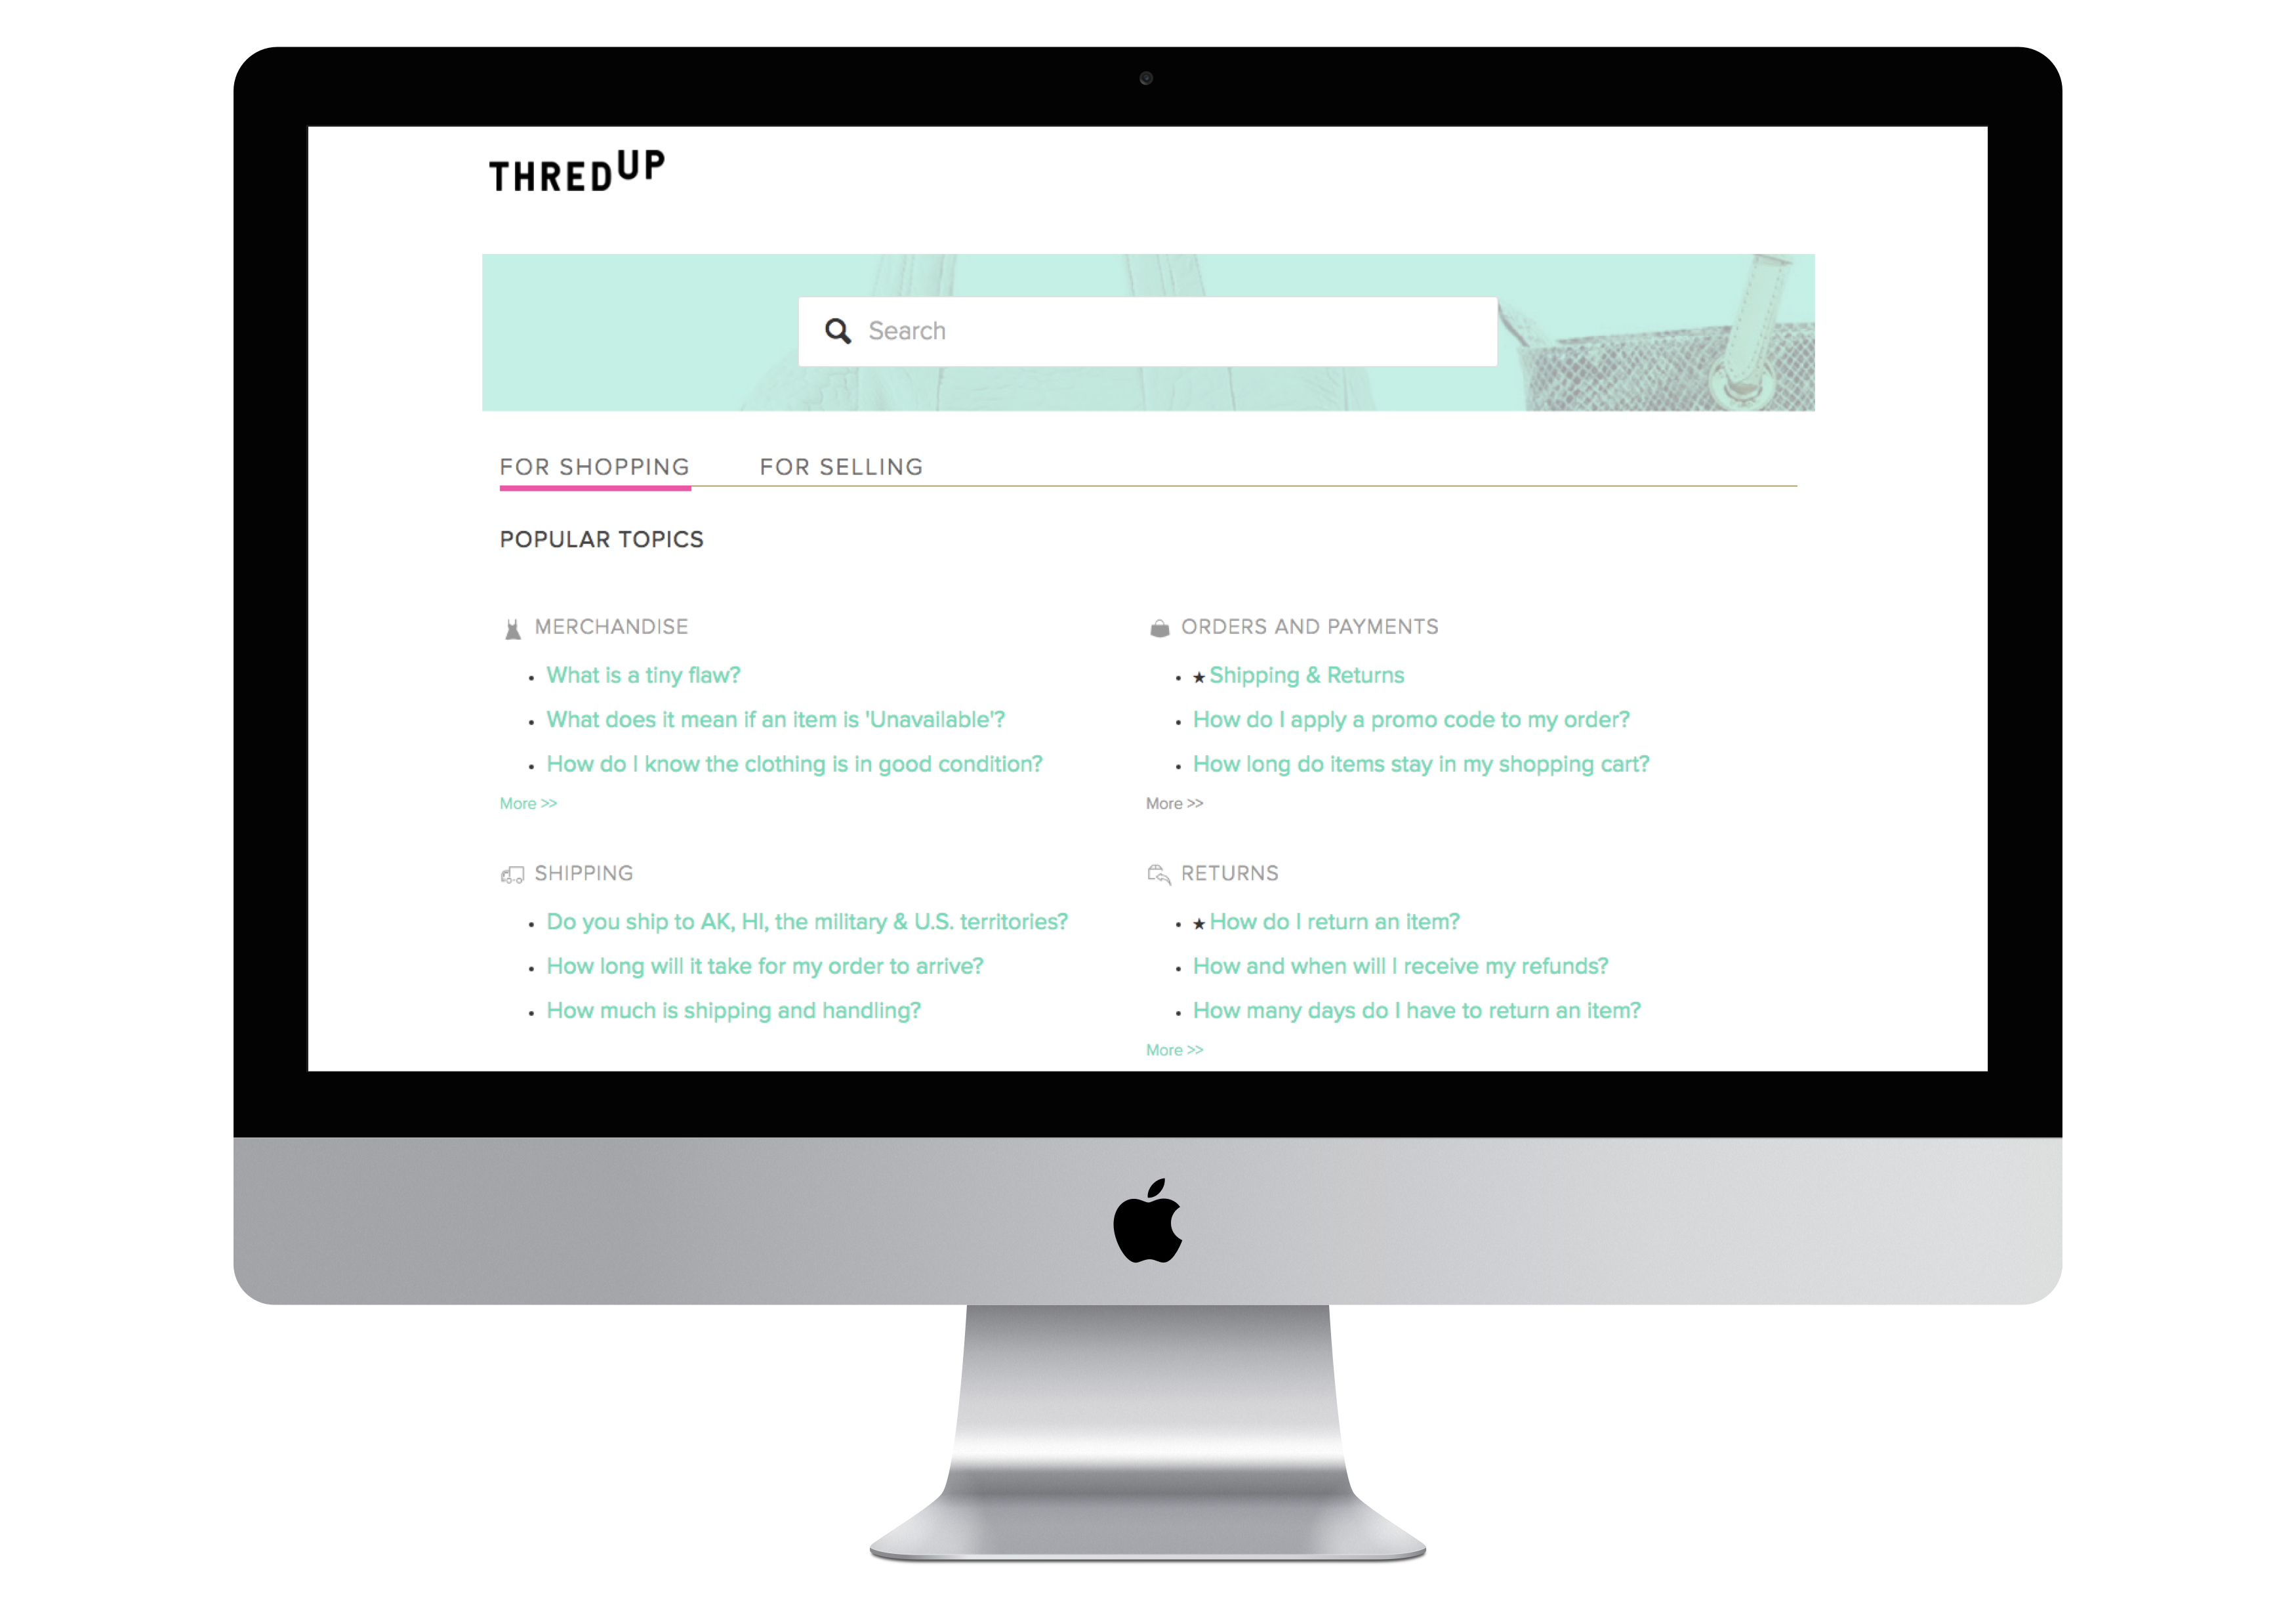 THREDUP
Search
FOR SHOPPING FOR SELLING
POPULAR TOPICS
MERCHANDISE
• What is a tiny flaw?
• What does it mean if an item is 'Unavailable'?
• How do I know the clothing is in good condition?
More >>
ORDERS AND PAYMENTS
• ★ Shipping & Returns
• How do I apply a promo code to my order?
• How long do items stay in my shopping cart?
More >>
SHIPPING
• Do you ship to AK, HI, the military & U.S. territories?
• How long will it take for my order to arrive?
• How much is shipping and handling?
RETURNS
• ★ How do I return an item?
• How and when will I receive my refunds?
• How many days do I have to return an item?
More >>